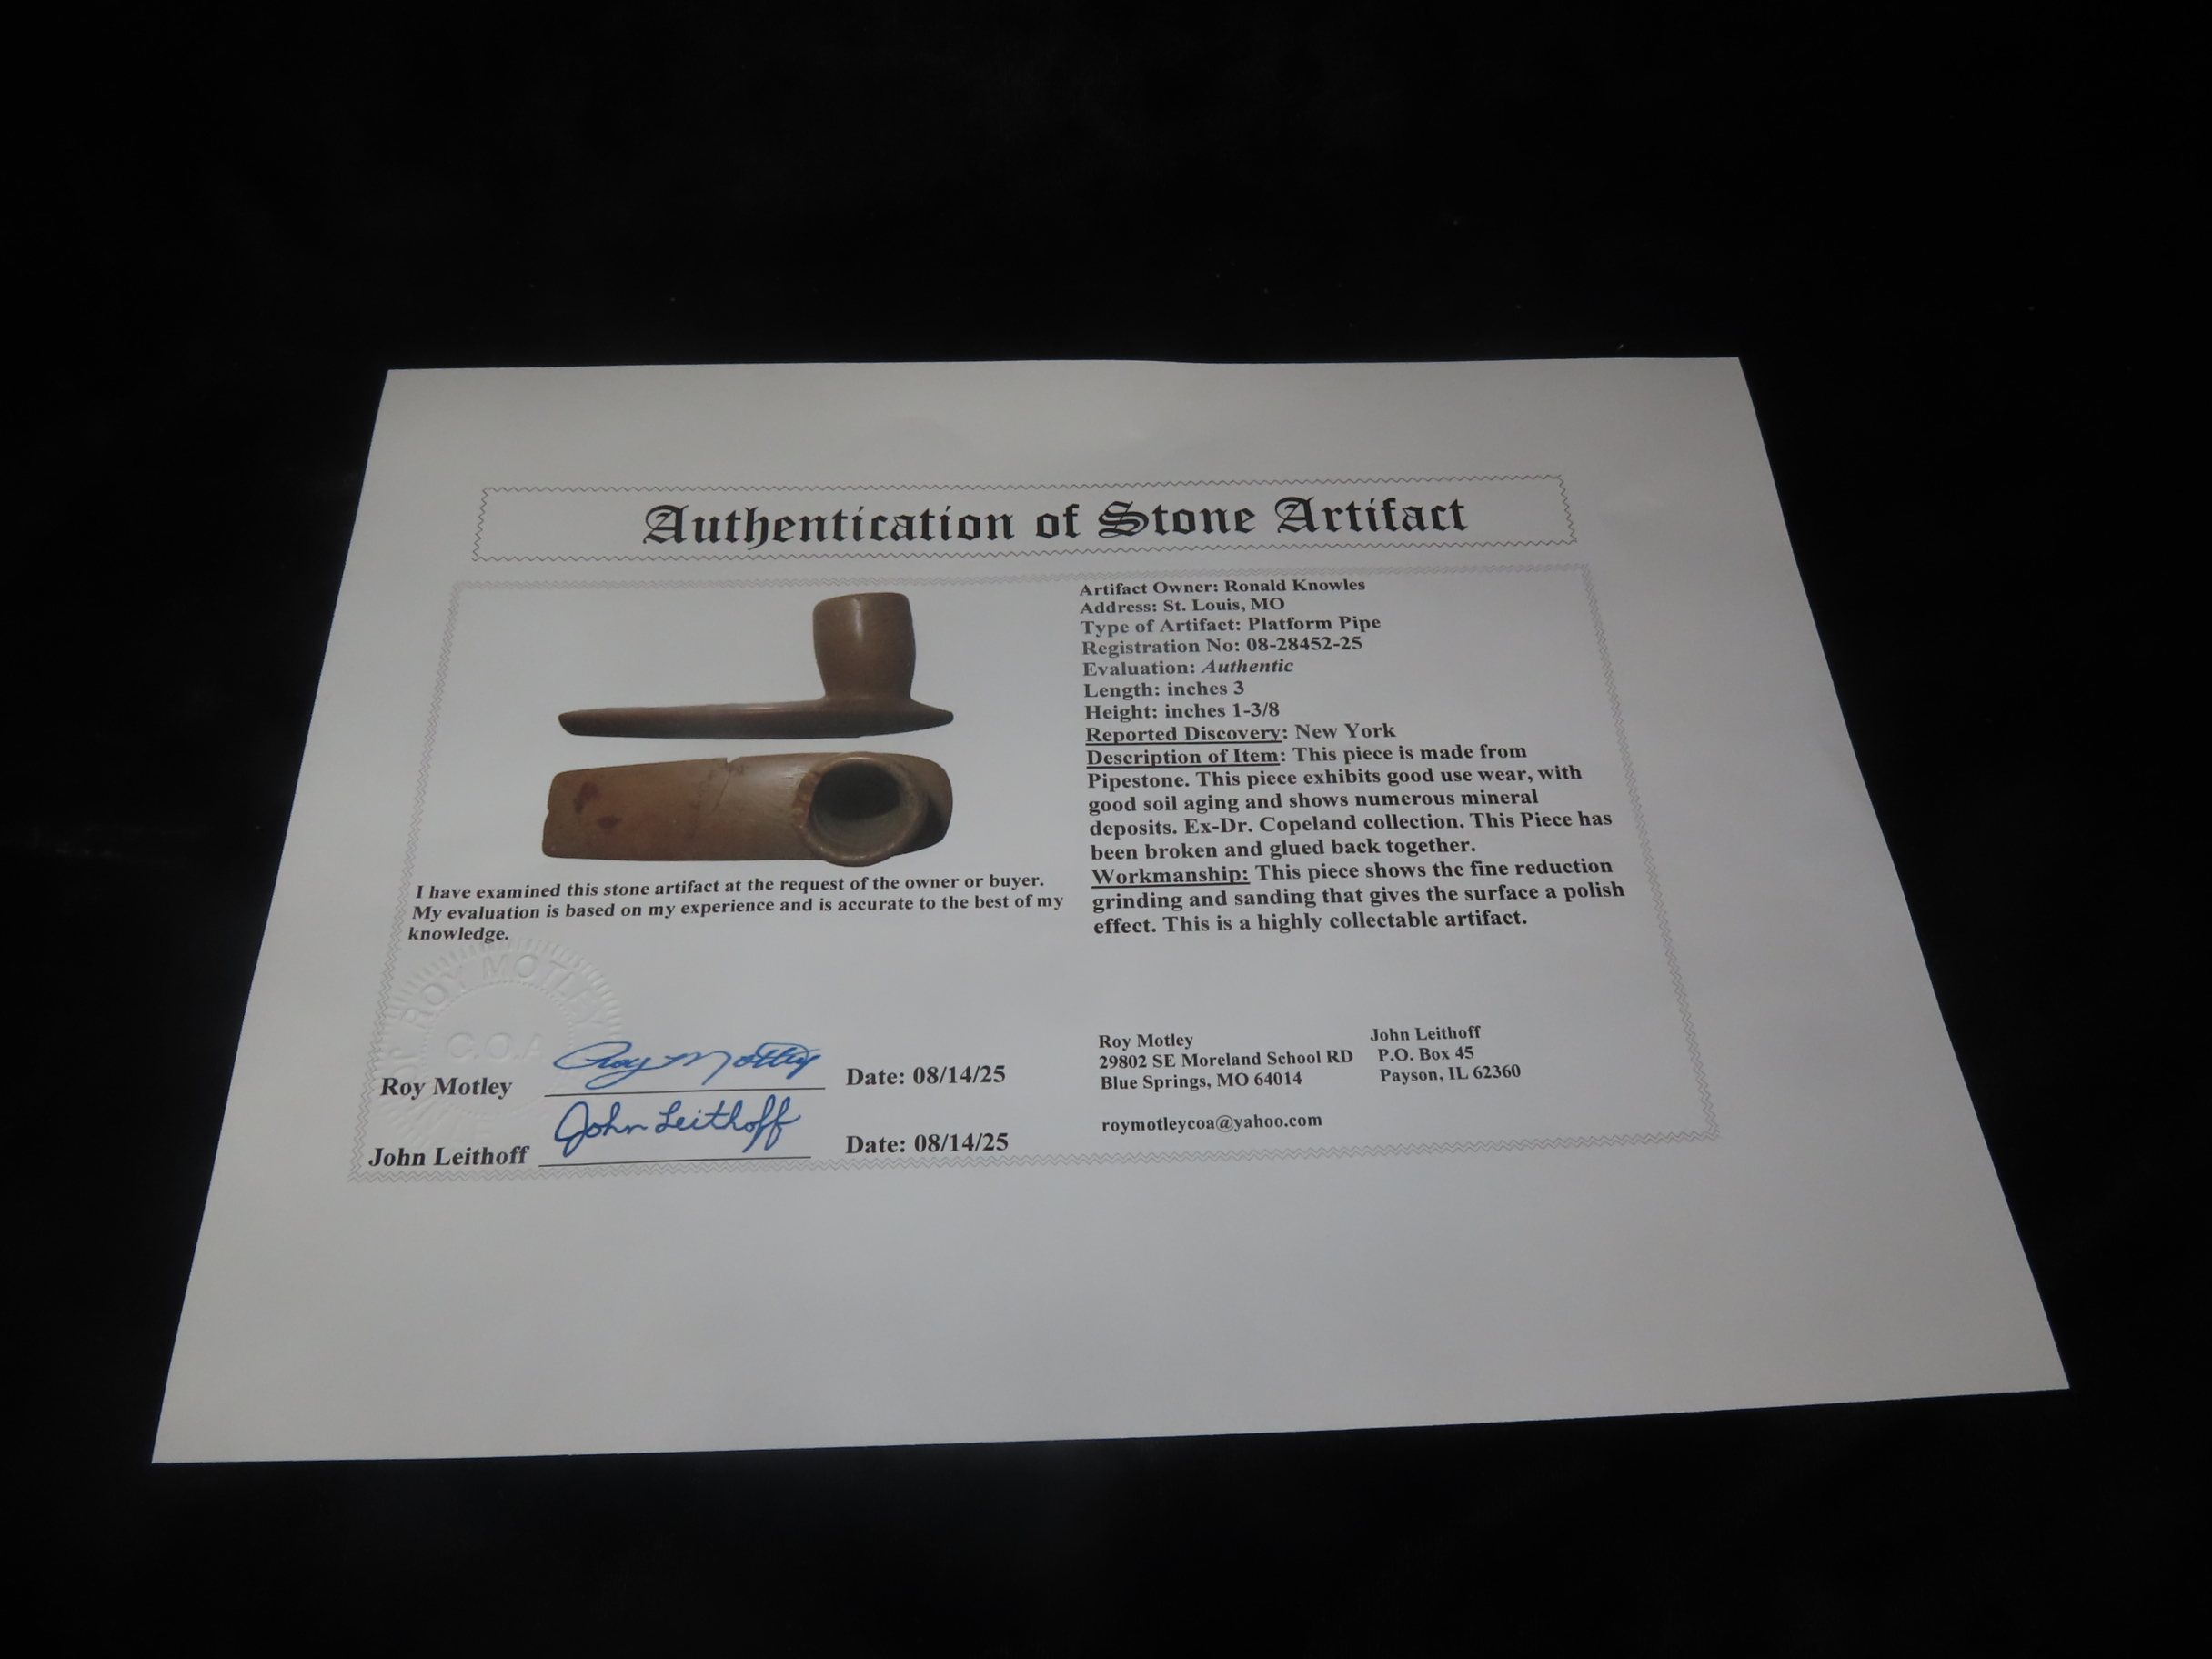 Authentication of Stone Artifact
Artifact Owner: Ronald Knowles
Address: St. Louis, MO
Type of Artifact: Platform Pipe
Registration No: 08-28452-25
Evaluation: Authentic
Length: inches 3
Height: inches 1-3/8
Reported Discovery: New York
Description of Item: This piece is made from
Pipestone. This piece exhibits good use wear, with
good soil aging and shows numerous mineral
deposits. Ex-Dr. Copeland collection. This Piece has
been broken and glued back together.
Workmanship: This piece shows the fine reduction
grinding and sanding that gives the surface a polish
effect. This is a highly collectable artifact.
I have examined this stone artifact at the request of the owner or buyer.
My evaluation is based on my experience and is accurate to the best of my
knowledge.
ROY MOTLEY
C.O.A
Roy Motley Roy Motley Date: 08/14/25
John Leithoff John Leithoff Date: 08/14/25
Roy Motley
29802 SE Moreland School RD
Blue Springs, MO 64014
roymotleycoa@yahoo.com
John Leithoff
P.O. Box 45
Payson, IL 62360